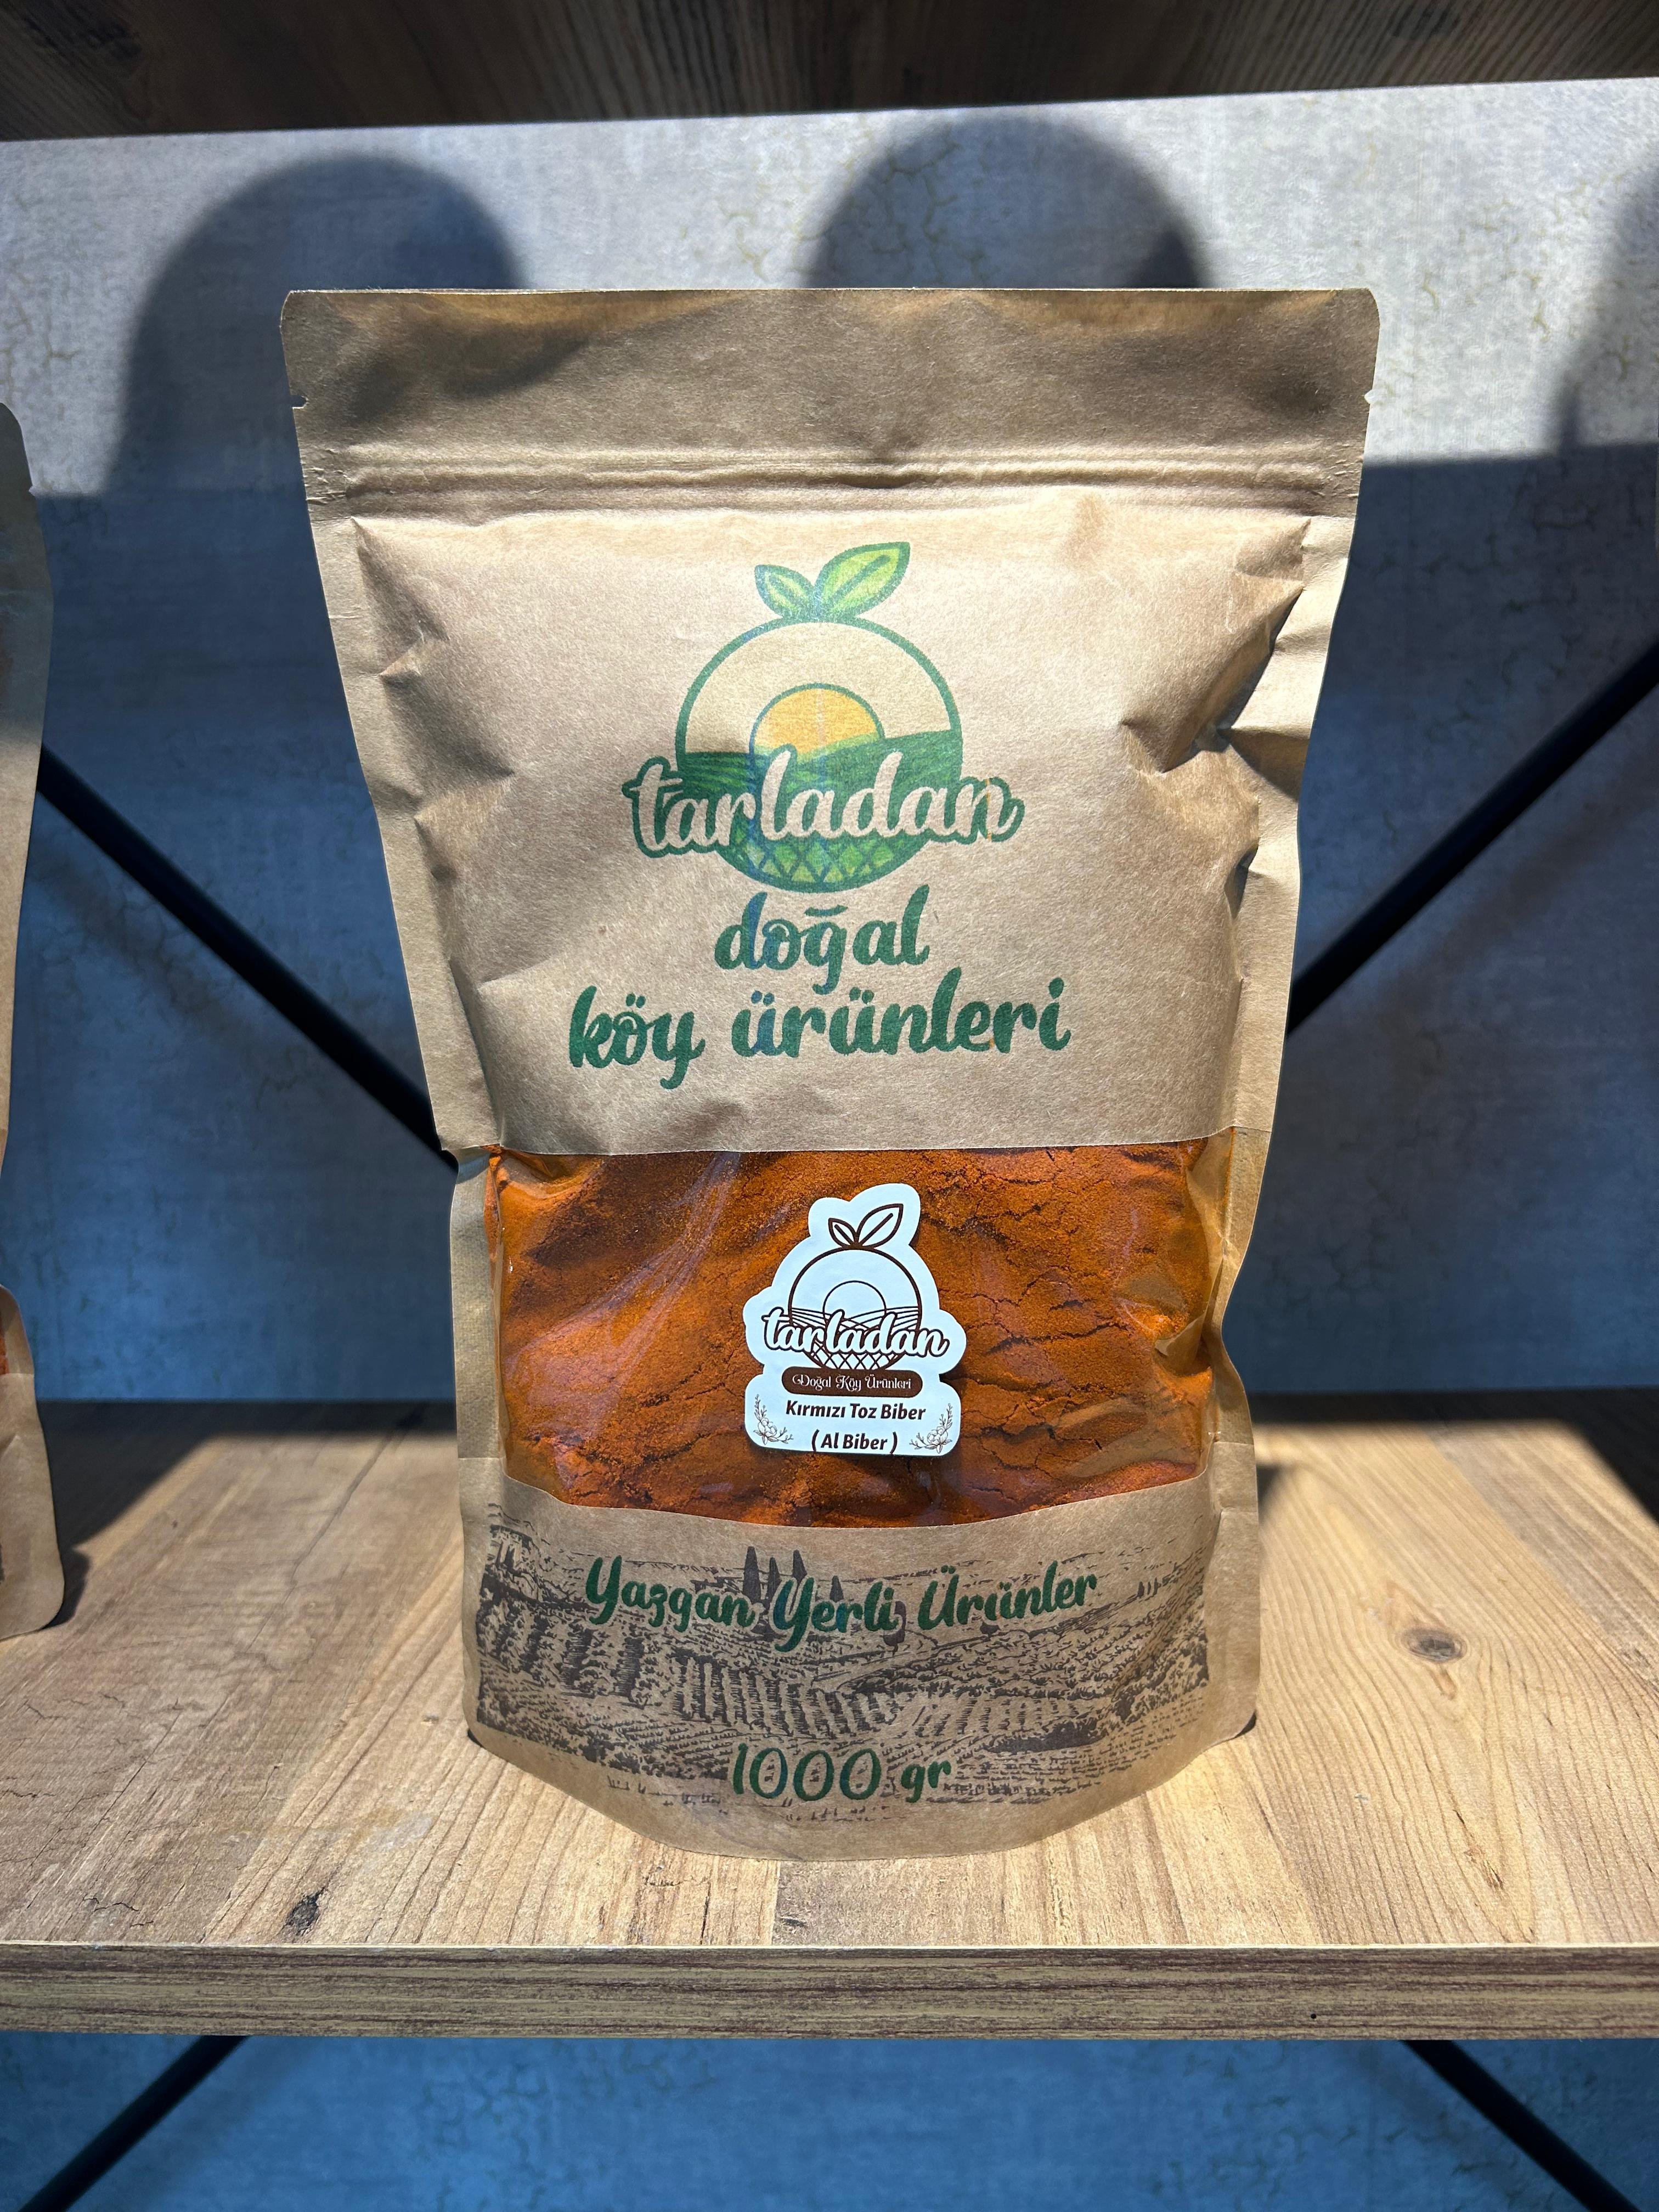 tarladan
doğal
köy ürünleri
tarladan
Doğal Köy Ürünleri
Kırmızı Toz Biber
( Al Biber )
Yazgan Yerli Ürünler
1000 gr